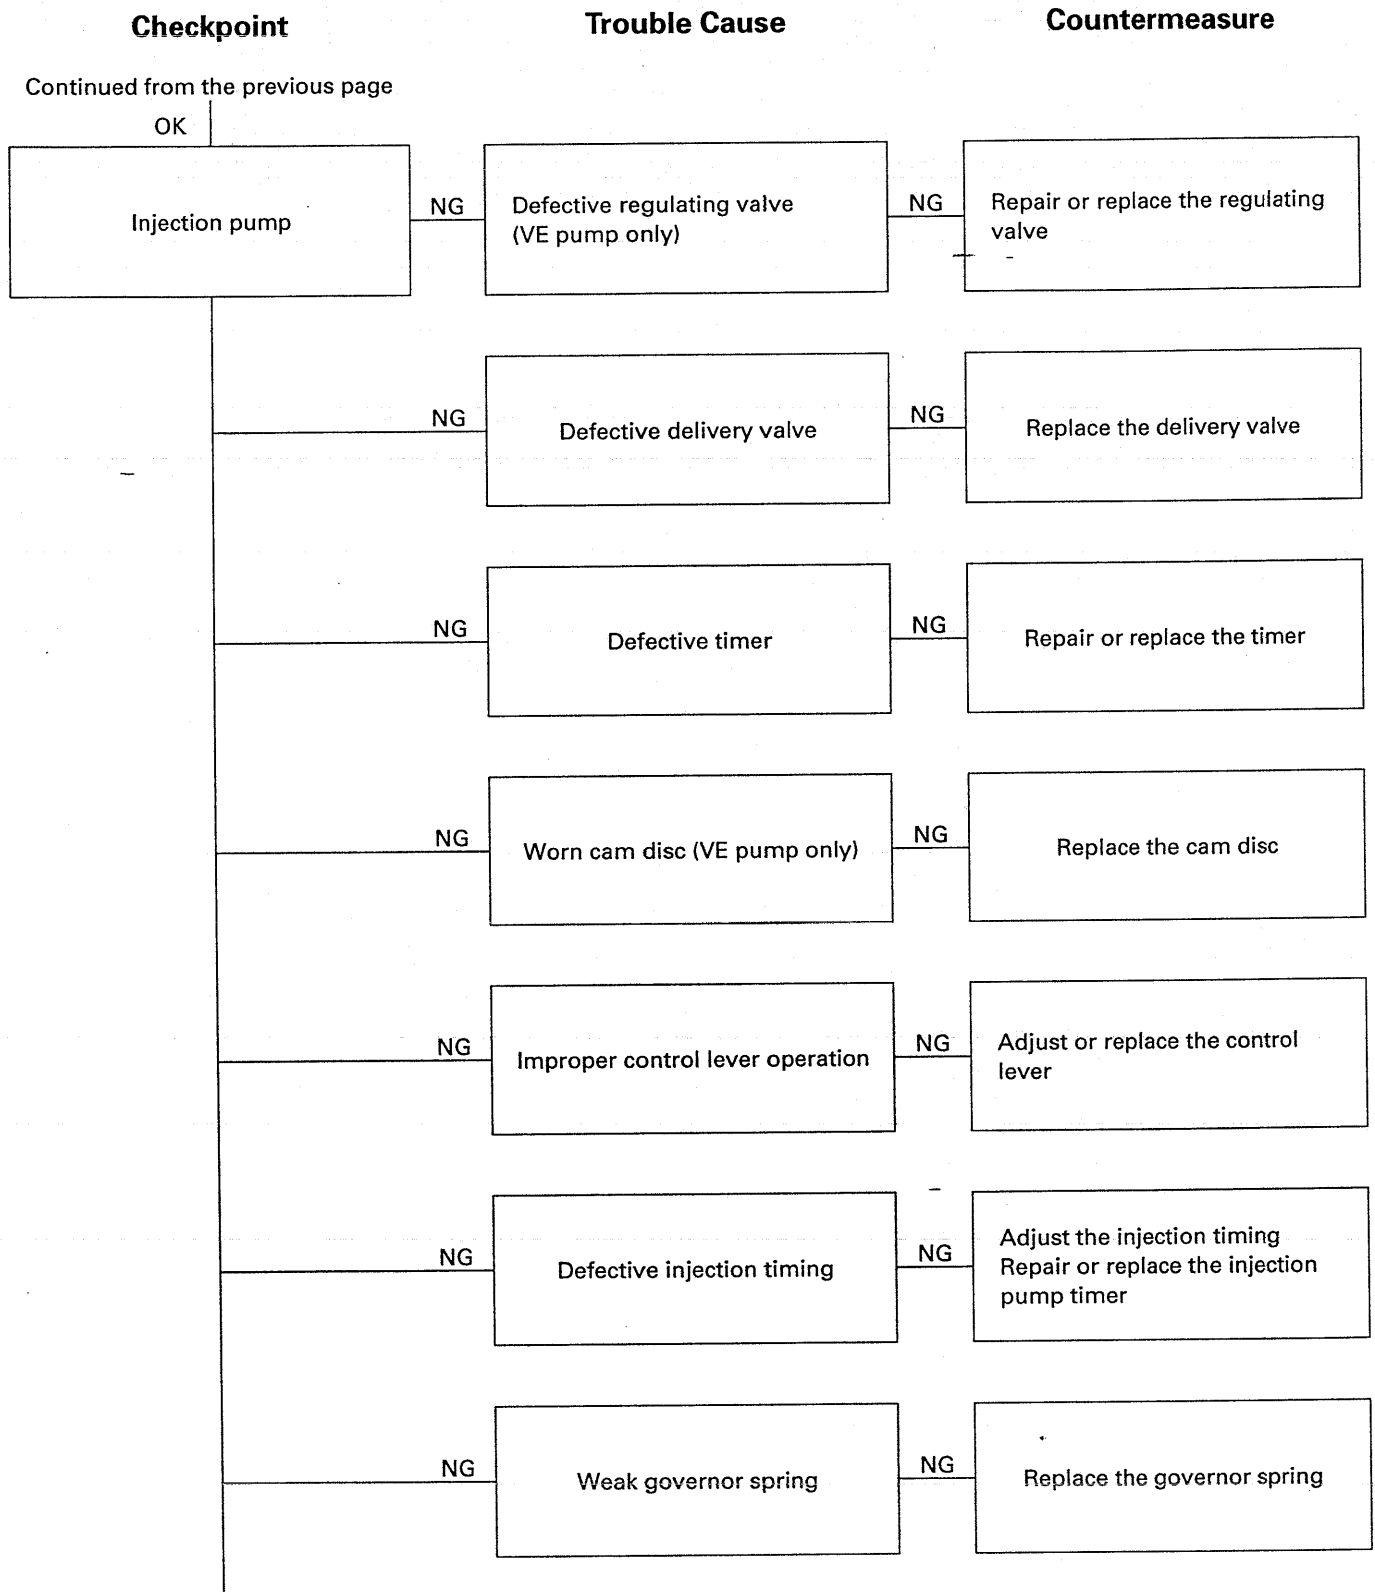 Checkpoint
Trouble Cause
Countermeasure
Continued from the previous page
OK
Injection pump
NG
Defective regulating valve
(VE pump only)
NG
Repair or replace the regulating
valve
NG
Defective delivery valve
NG
Replace the delivery valve
NG
Defective timer
NG
Repair or replace the timer
NG
Worn cam disc (VE pump only)
NG
Replace the cam disc
NG
Improper control lever operation
NG
Adjust or replace the control
lever
NG
Defective injection timing
NG
Adjust the injection timing
Repair or replace the injection
pump timer
NG
Weak governor spring
NG
Replace the governor spring